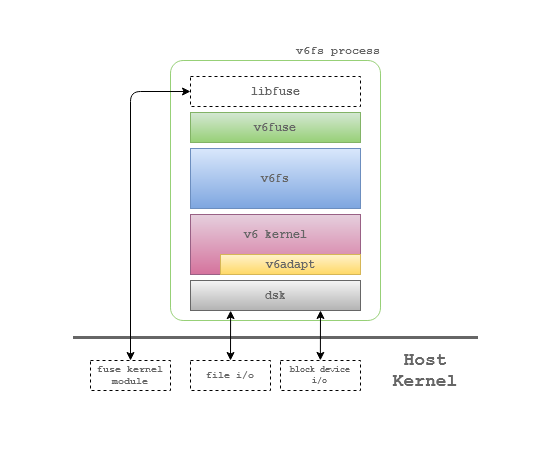 v6fs process
libfuse
v6fuse
v6fs
v6 kernel
v6adapt
dsk
fuse kernel
module
file i/o
block device
i/o
Host
Kernel